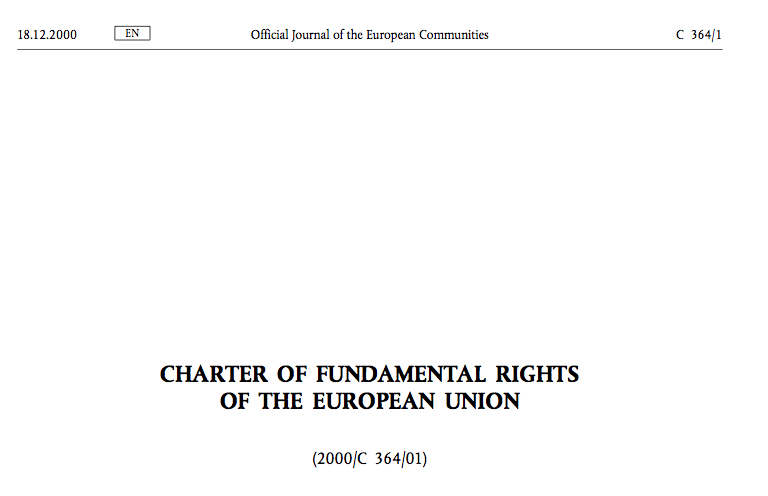 18.12.2000 EN Official Journal of the European Communities C 364/1
CHARTER OF FUNDAMENTAL RIGHTS
OF THE EUROPEAN UNION
(2000/C 364/01)